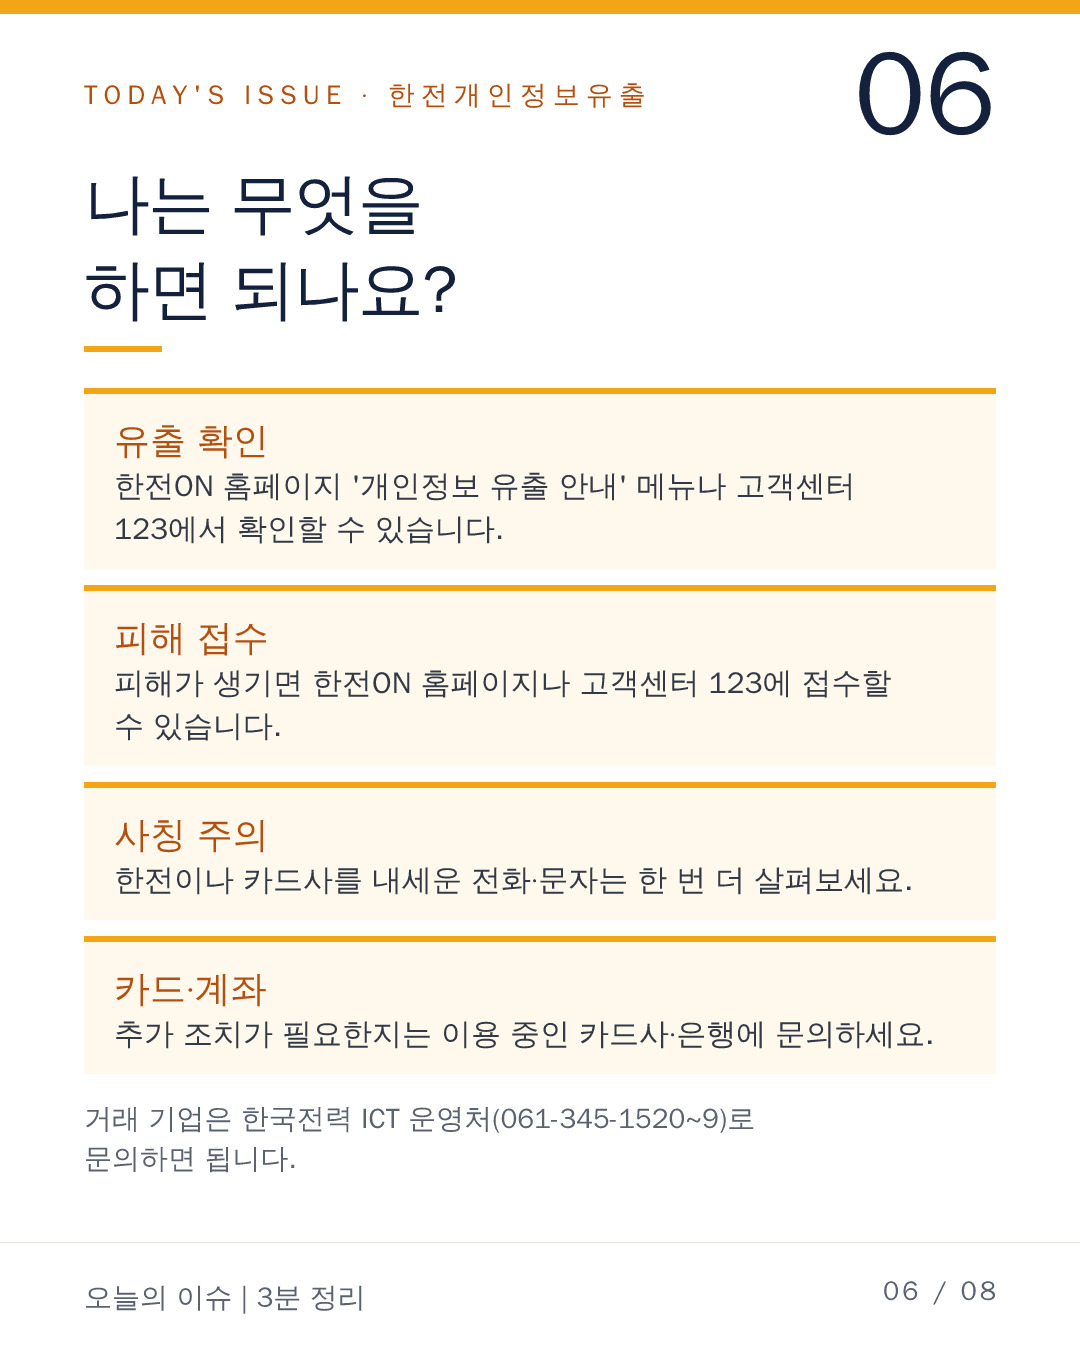 TODAY'S ISSUE · 한전개인정보유출
06
나는 무엇을
하면 되나요?
유출 확인
한전ON 홈페이지 '개인정보 유출 안내' 메뉴나 고객센터
123에서 확인할 수 있습니다.
피해 접수
피해가 생기면 한전ON 홈페이지나 고객센터 123에 접수할
수 있습니다.
사칭 주의
한전이나 카드사를 내세운 전화·문자는 한 번 더 살펴보세요.
카드·계좌
추가 조치가 필요한지는 이용 중인 카드사·은행에 문의하세요.
거래 기업은 한국전력 ICT 운영처(061-345-1520~9)로
문의하면 됩니다.
오늘의 이슈 | 3분 정리
06 / 08